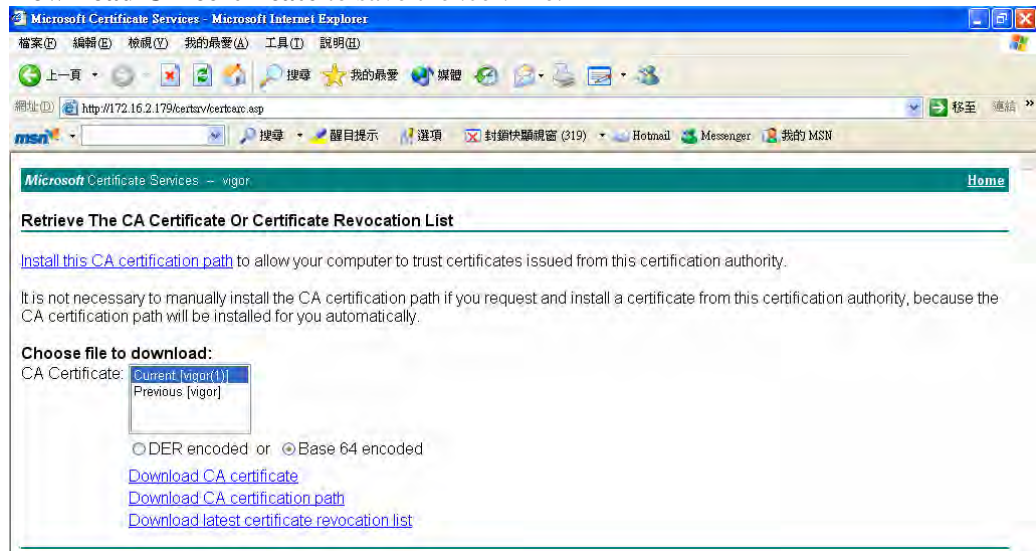 Microsoft Certificate Services - Microsoft Internet Explorer
檔案(F) 編輯(E) 檢視(V) 我的最愛(A) 工具(T) 說明(H)
上一頁 搜尋 我的最愛 媒體
網址(D) http://172.16.2.179/certsrv/certcarc.asp 移至 連結 »
msn 搜尋 醒目提示 選項 封鎖快顯視窗 (319) Hotmail Messenger 我的 MSN
Microsoft Certificate Services -- vigor Home
Retrieve The CA Certificate Or Certificate Revocation List
Install this CA certification path to allow your computer to trust certificates issued from this certification authority.
It is not necessary to manually install the CA certification path if you request and install a certificate from this certification authority, because the
CA certification path will be installed for you automatically.
Choose file to download:
CA Certificate: Current [vigor(1)]
Previous [vigor]
DER encoded or Base 64 encoded
Download CA certificate
Download CA certification path
Download latest certificate revocation list